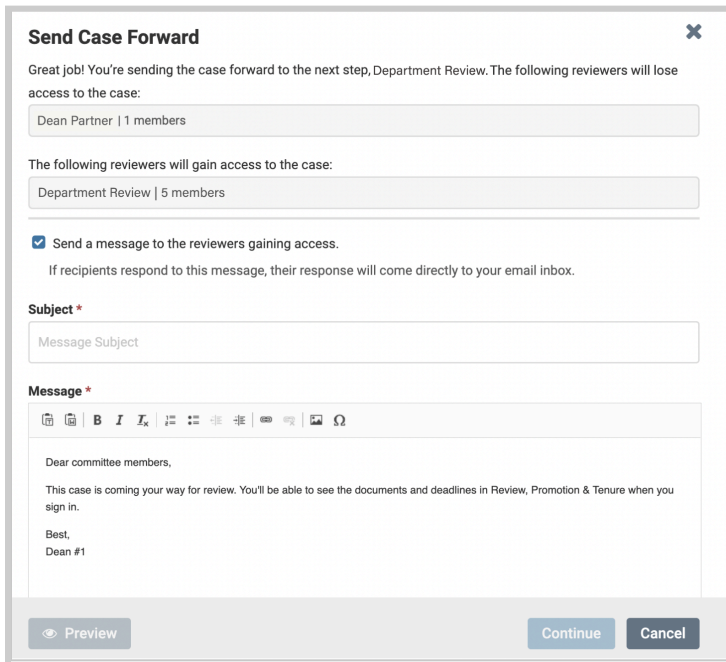 Send Case Forward
Great job! You're sending the case forward to the next step, Department Review. The following reviewers will lose
access to the case:
Dean Partner | 1 members
The following reviewers will gain access to the case:
Department Review | 5 members
Send a message to the reviewers gaining access.
If recipients respond to this message, their response will come directly to your email inbox.
Subject *
Message Subject
Message *
B I Ix Ω
Dear committee members,
This case is coming your way for review. You'll be able to see the documents and deadlines in Review, Promotion & Tenure when you
sign in.
Best,
Dean #1
Preview
Continue
Cancel